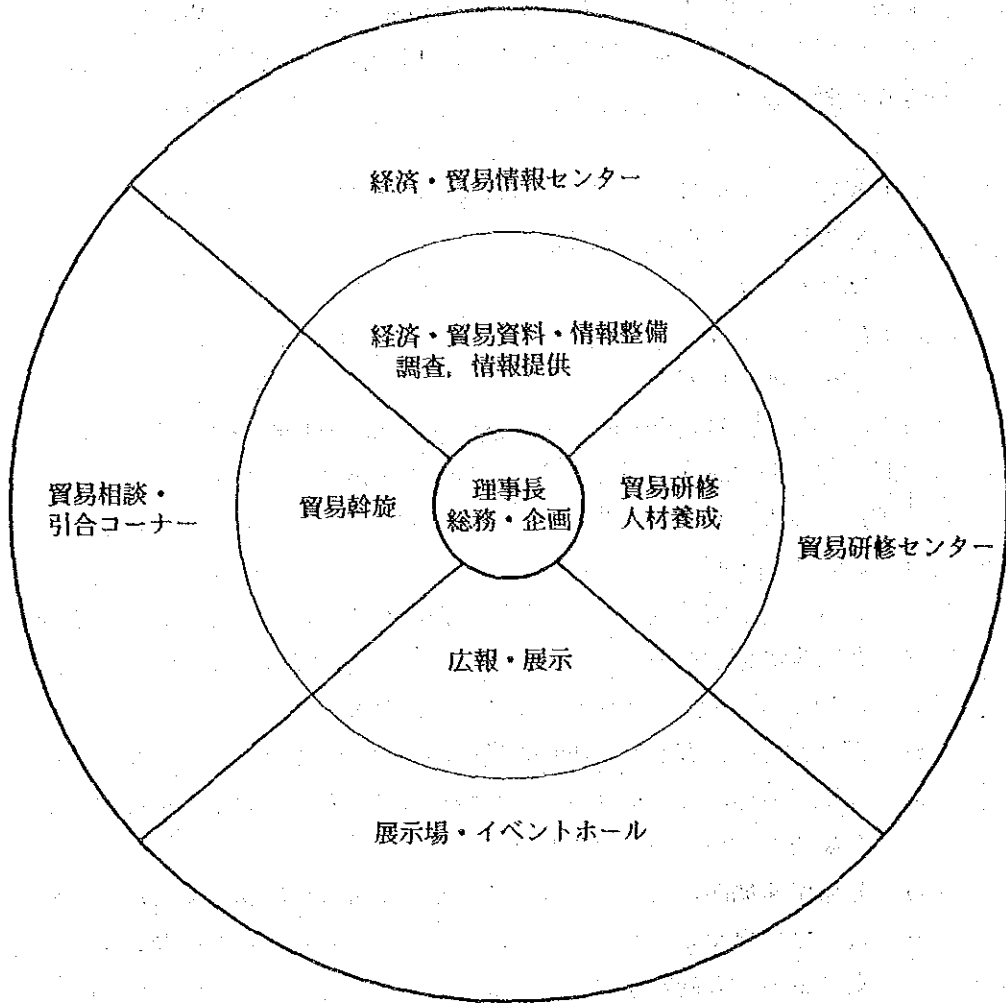 経済・貿易情報センター
経済・貿易資料・情報整備
調査，情報提供
貿易相談・
引合コーナー
貿易斡旋
理事長
総務・企画
貿易研修
人材養成
貿易研修センター
広報・展示
展示場・イベントホール